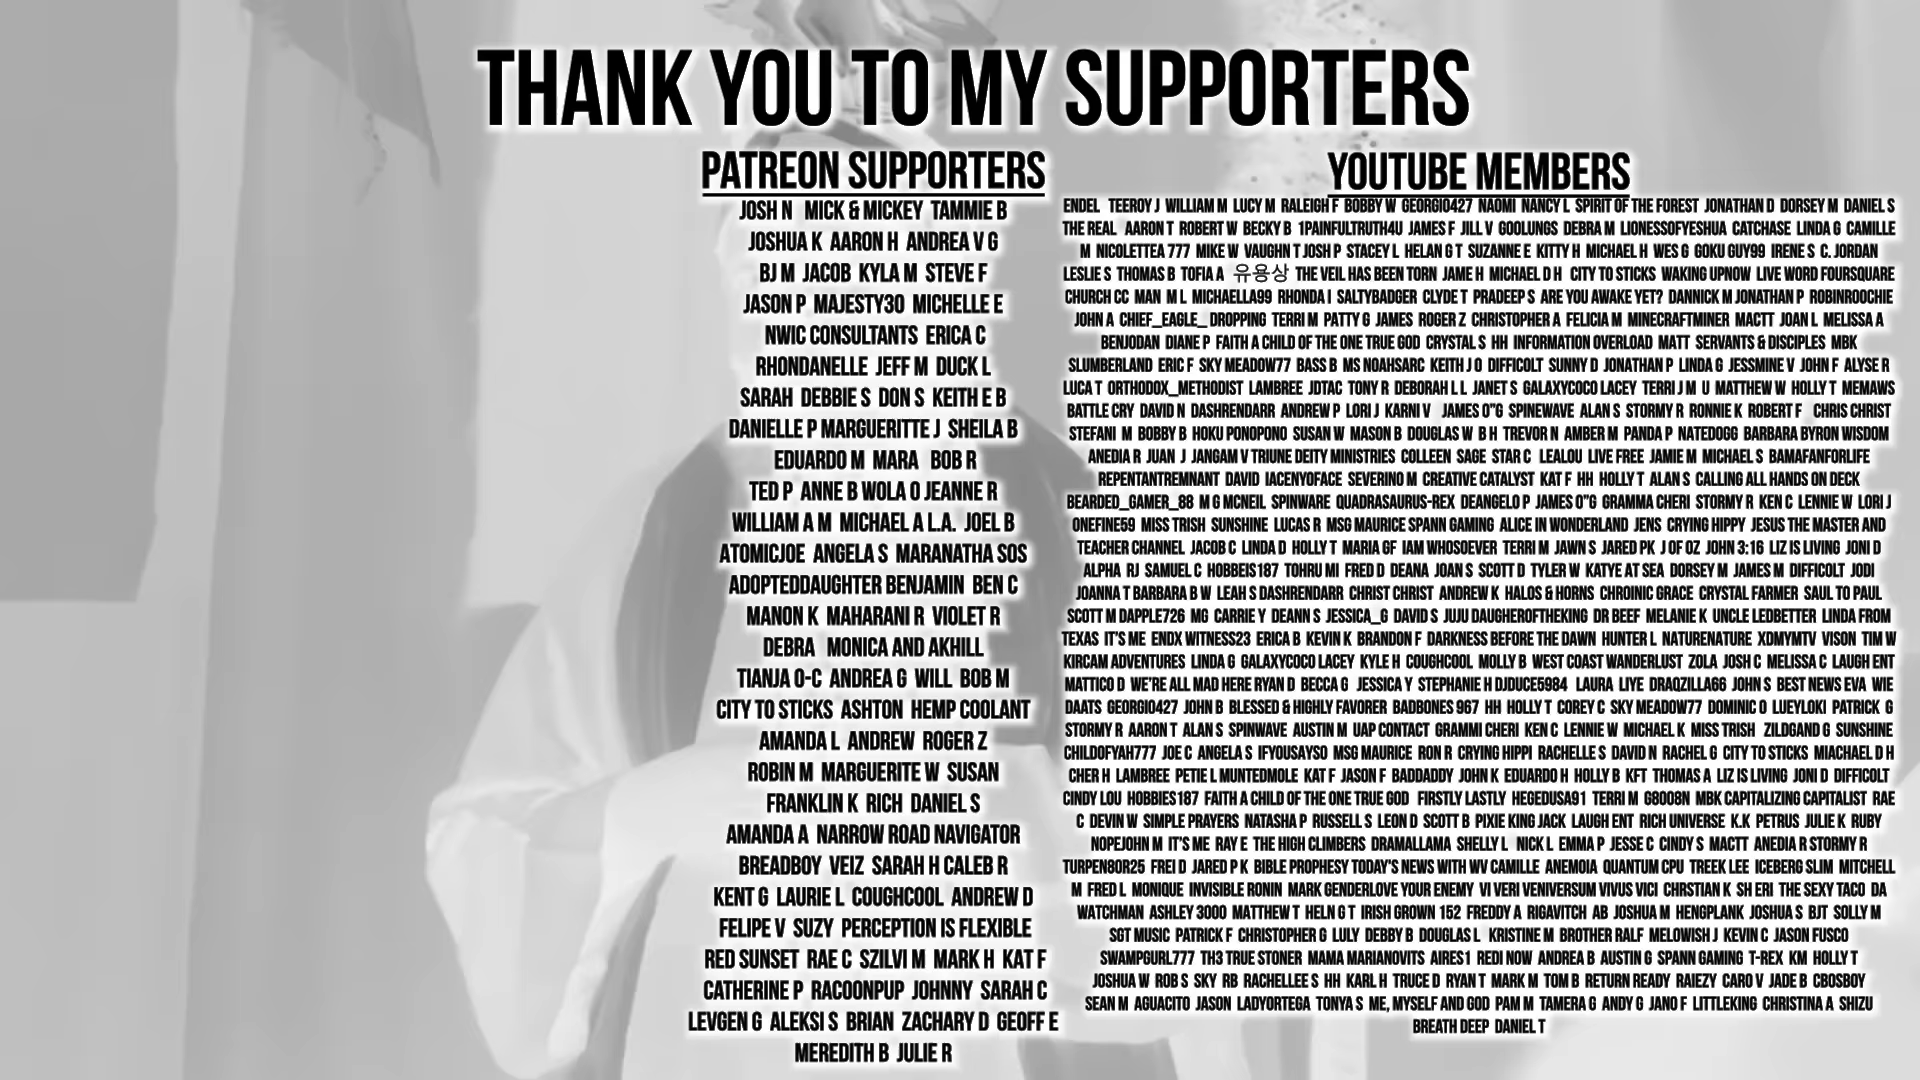 THANK YOU TO MY SUPPORTERS
PATREON SUPPORTERS
JOSH N MICK & MICKEY TAMMIE B
JOSHUA K AARON H ANDREA V G
BJ M JACOB KYLA M STEVE F
JASON P MAJESTY30 MICHELLE E
NWIC CONSULTANTS ERICA C
RHONDANELLE JEFF M DUCK L
SARAH DEBBIE S DON S KEITH E B
DANIELLE P MARGUERITTE J SHEILA B
EDUARDO M MARA BOB R
TED P ANNE B WOLA O JEANNE R
WILLIAM A M MICHAEL A L.A. JOEL B
ATOMICJOE ANGELA S MARANATHA SOS
ADOPTEDDAUGHTER BENJAMIN BEN C
MANON K MAHARANI R VIOLET R
DEBRA MONICA AND AKHILL
TIANJA O-C ANDREA G WILL BOB M
CITY TO STICKS ASHTON HEMP COOLANT
AMANDA L ANDREW ROGER Z
ROBIN M MARGUERITE W SUSAN
FRANKLIN K RICH DANIEL S
AMANDA A NARROW ROAD NAVIGATOR
BREADBOY VEIZ SARAH H CALEB R
KENT G LAURIE L COUGHCOOL ANDREW D
FELIPE V SUZY PERCEPTION IS FLEXIBLE
RED SUNSET RAE C SZILVI M MARK H KAT F
CATHERINE P RACOONPUP JOHNNY SARAH C
LEVGEN G ALEKSI S BRIAN ZACHARY D GEOFF E
MEREDITH B JULIE R
YOUTUBE MEMBERS
ENDEL TEEROY J WILLIAM M LUCY M RALEIGH F BOBBY W GEORGIO427 NAOMI NANCY L SPIRIT OF THE FOREST JONATHAN D DORSEY M DANIEL S
THE REAL AARON T ROBERT W BECKY B 1PAINFULTRUTH4U JAMES F JILL V GOOLUNGS DEBRA M LIONESSOFYESHUA CATCHASE LINDA G CAMILLE
M NICOLETTEA 777 MIKE W VAUGHN T JOSH P STACEY L HELAN G T SUZANNE E KITTY H MICHAEL H WES G GOKU GUY99 IRENE S C. JORDAN
LESLIE S THOMAS B TOFIA A 유용상 THE VEIL HAS BEEN TORN JAME H MICHAEL D H CITY TO STICKS WAKING UPNOW LIVE WORD FOURSQUARE
CHURCH CC MAN M L MICHAELLA99 RHONDA I SALTYBADGER CLYDE T PRADEEP S ARE YOU AWAKE YET? DANNICK M JONATHAN P ROBINROOCHIE
JOHN A CHIEF_EAGLE_ DROPPING TERRI M PATTY G JAMES ROGER Z CHRISTOPHER A FELICIA M MINECRAFTMINER MACTT JOAN L MELISSA A
BENJODAN DIANE P FAITH A CHILD OF THE ONE TRUE GOD CRYSTAL S HH INFORMATION OVERLOAD MATT SERVANTS & DISCIPLES MBK
SLUMBERLAND ERIC F SKY MEADOW77 BASS B MS NOAHSARC KEITH J O DIFFICOLT SUNNY D JONATHAN P LINDA G JESSMINE V JOHN F ALYSE R
LUCA T ORTHODOX_METHODIST LAMBREE JDTAC TONY R DEBORAH L L JANET S GALAXYCOCO LACEY TERRI J M U MATTHEW W HOLLY T MEMAWS
BATTLE CRY DAVID N DASHRENDARR ANDREW P LORI J KARNI V JAMES O"G SPINEWAVE ALAN S STORMY R RONNIE K ROBERT F CHRIS CHRIST
STEFANI M BOBBY B HOKU PONOPONO SUSAN W MASON B DOUGLAS W B H TREVOR N AMBER M PANDA P NATEDOGG BARBARA BYRON WISDOM
ANEDIA R JUAN J JANGAM V TRIUNE DEITY MINISTRIES COLLEEN SAGE STAR C LEALOU LIVE FREE JAMIE M MICHAEL S BAMAFANFORLIFE
REPENTANTREMNANT DAVID IACENYOFACE SEVERINO M CREATIVE CATALYST KAT F HH HOLLY T ALAN S CALLING ALL HANDS ON DECK
BEARDED_GAMER_88 M G MCNEIL SPINWARE QUADRASAURUS-REX DEANGELO P JAMES O"G GRAMMA CHERI STORMY R KEN C LENNIE W LORI J
ONEFINE59 MISS TRISH SUNSHINE LUCAS R MSG MAURICE SPANN GAMING ALICE IN WONDERLAND JENS CRYING HIPPY JESUS THE MASTER AND
TEACHER CHANNEL JACOB C LINDA D HOLLY T MARIA GF IAM WHOSOEVER TERRI M JAWN S JARED PK J OF OZ JOHN 3:16 LIZ IS LIVING JONI D
ALPHA RJ SAMUEL C HOBBEIS187 TOHRU MI FRED D DEANA JOAN S SCOTT D TYLER W KATYE AT SEA DORSEY M JAMES M DIFFICOLT JODI
JOANNA T BARBARA B W LEAH S DASHRENDARR CHRIST CHRIST ANDREW K HALOS & HORNS CHROINIC GRACE CRYSTAL FARMER SAUL TO PAUL
SCOTT M DAPPLE726 MG CARRIE Y DEANN S JESSICA_G DAVID S JUJU DAUGHEROFTHEKING DR BEEF MELANIE K UNCLE LEDBETTER LINDA FROM
TEXAS IT'S ME ENDX WITNESS23 ERICA B KEVIN K BRANDON F DARKNESS BEFORE THE DAWN HUNTER L NATURENATURE XDMYMTV VISON TIM W
KIRCAM ADVENTURES LINDA G GALAXYCOCO LACEY KYLE H COUGHCOOL MOLLY B WEST COAST WANDERLUST ZOLA JOSH C MELISSA C LAUGH ENT
MATTICO D WE'RE ALL MAD HERE RYAN D BECCA G JESSICA Y STEPHANIE H DJDUCE5984 LAURA LIYE DRAQZILLA66 JOHN S BEST NEWS EVA WIE
DAATS GEORGIO427 JOHN B BLESSED & HIGHLY FAVORER BADBONES 967 HH HOLLY T COREY C SKY MEADOW77 DOMINIC O LUEYLOKI PATRICK G
STORMY R AARON T ALAN S SPINWAVE AUSTIN M UAP CONTACT GRAMMI CHERI KEN C LENNIE W MICHAEL K MISS TRISH ZILDGAND G SUNSHINE
CHILDOFYAH777 JOE C ANGELA S IFYOUSAYSO MSG MAURICE RON R CRYING HIPPI RACHELLE S DAVID N RACHEL G CITY TO STICKS MIACHAEL D H
CHER H LAMBREE PETIE L MUNTEDMOLE KAT F JASON F BADDADDY JOHN K EDUARDO H HOLLY B KFT THOMAS A LIZ IS LIVING JONI D DIFFICOLT
CINDY LOU HOBBIES187 FAITH A CHILD OF THE ONE TRUE GOD FIRSTLY LASTLY HEGEDUSA91 TERRI M G8008N MBK CAPITALIZING CAPITALIST RAE
C DEVIN W SIMPLE PRAYERS NATASHA P RUSSELL S LEON D SCOTT B PIXIE KING JACK LAUGH ENT RICH UNIVERSE K.K PETRUS JULIE K RUBY
NOPEJOHN M IT'S ME RAY E THE HIGH CLIMBERS DRAMALLAMA SHELLY L NICK L EMMA P JESSE C CINDY S MACTT ANEDIA R STORMY R
TURPEN80R25 FREI D JARED P K BIBLE PROPHESY TODAY'S NEWS WITH WV CAMILLE ANEMOIA QUANTUM CPU TREEK LEE ICEBERG SLIM MITCHELL
M FRED L MONIQUE INVISIBLE RONIN MARK GENDERLOVE YOUR ENEMY VI VERI VENIVERSUM VIVUS VICI CHRSTIAN K SH ERI THE SEXY TACO DA
WATCHMAN ASHLEY 3000 MATTHEW T HELN G T IRISH GROWN 152 FREDDY A RIGAVITCH AB JOSHUA M HENGPLANK JOSHUA S BJT SOLLY M
SGT MUSIC PATRICK F CHRISTOPHER G LULY DEBBY B DOUGLAS L KRISTINE M BROTHER RALF MELOWISH J KEVIN C JASON FUSCO
SWAMPGURL777 TH3 TRUE STONER MAMA MARIANOVITS AIRES1 REDI NOW ANDREA B AUSTIN G SPANN GAMING T-REX KM HOLLY T
JOSHUA W ROB S SKY RB RACHELLEE S HH KARL H TRUCE D RYAN T MARK M TOM B RETURN READY RAIEZY CARO V JADE B CBOSBOY
SEAN M AGUACITO JASON LADYORTEGA TONYA S ME, MYSELF AND GOD PAM M TAMERA G ANDY G JANO F LITTLEKING CHRISTINA A SHIZU
BREATH DEEP DANIEL T